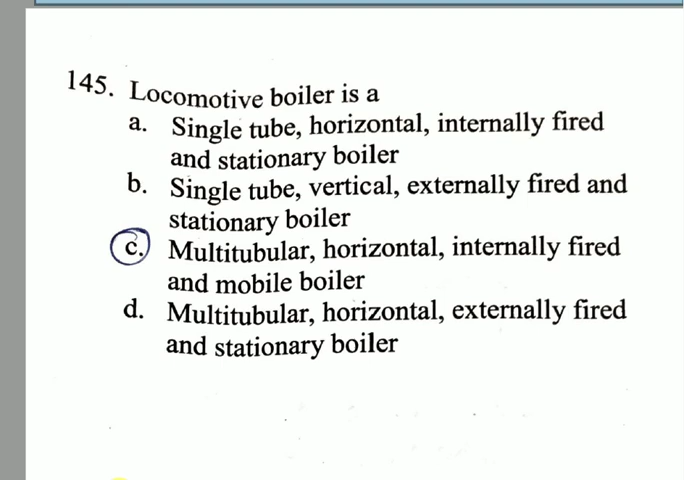 145. Locomotive boiler is a
a. Single tube, horizontal, internally fired
and stationary boiler
b. Single tube, vertical, externally fired and
stationary boiler
c. Multitubular, horizontal, internally fired
and mobile boiler
d. Multitubular, horizontal, externally fired
and stationary boiler